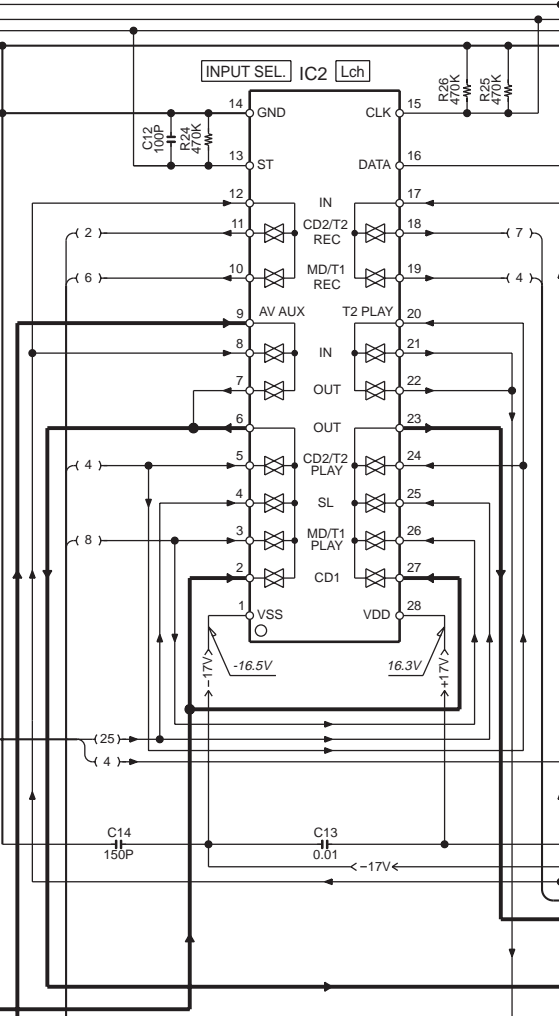 INPUT SEL. IC2 Lch
R26 470K
R25 470K
14 GND CLK 15
C12 100P
R24 470K
13 ST DATA 16
12 IN 17
11 CD2/T2 REC 18
( 2 ) ( 7 )
10 MD/T1 REC 19
( 6 ) ( 4 )
9 AV AUX T2 PLAY 20
8 IN 21
7 OUT 22
6 OUT 23
5 CD2/T2 PLAY 24
( 4 )
4 SL 25
3 MD/T1 PLAY 26
( 8 )
2 CD1 27
1 VSS VDD 28
-16.5V 16.3V
−17V +17V
(25)
( 4 )
C14 150P
C13 0.01
−17V